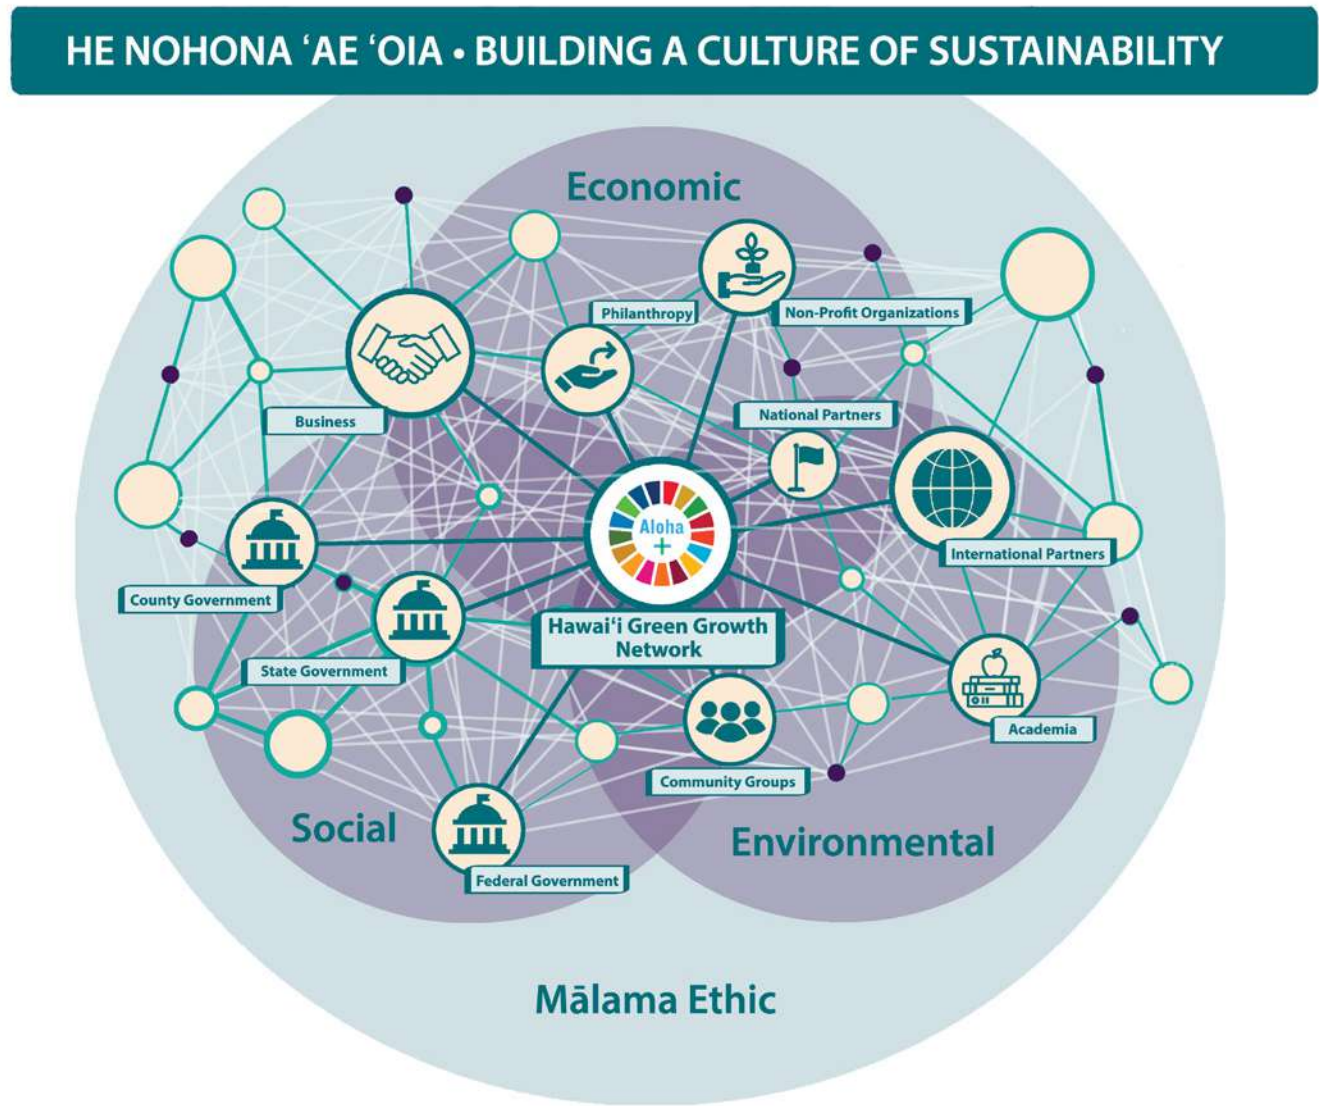 HE NOHONA ʻAE ʻOIA • BUILDING A CULTURE OF SUSTAINABILITY
Economic
Philanthropy
Non-Profit Organizations
Business
National Partners
Aloha
+
International Partners
County Government
Hawaiʻi Green Growth
Network
State Government
Academia
Community Groups
Social
Environmental
Federal Government
Mālama Ethic